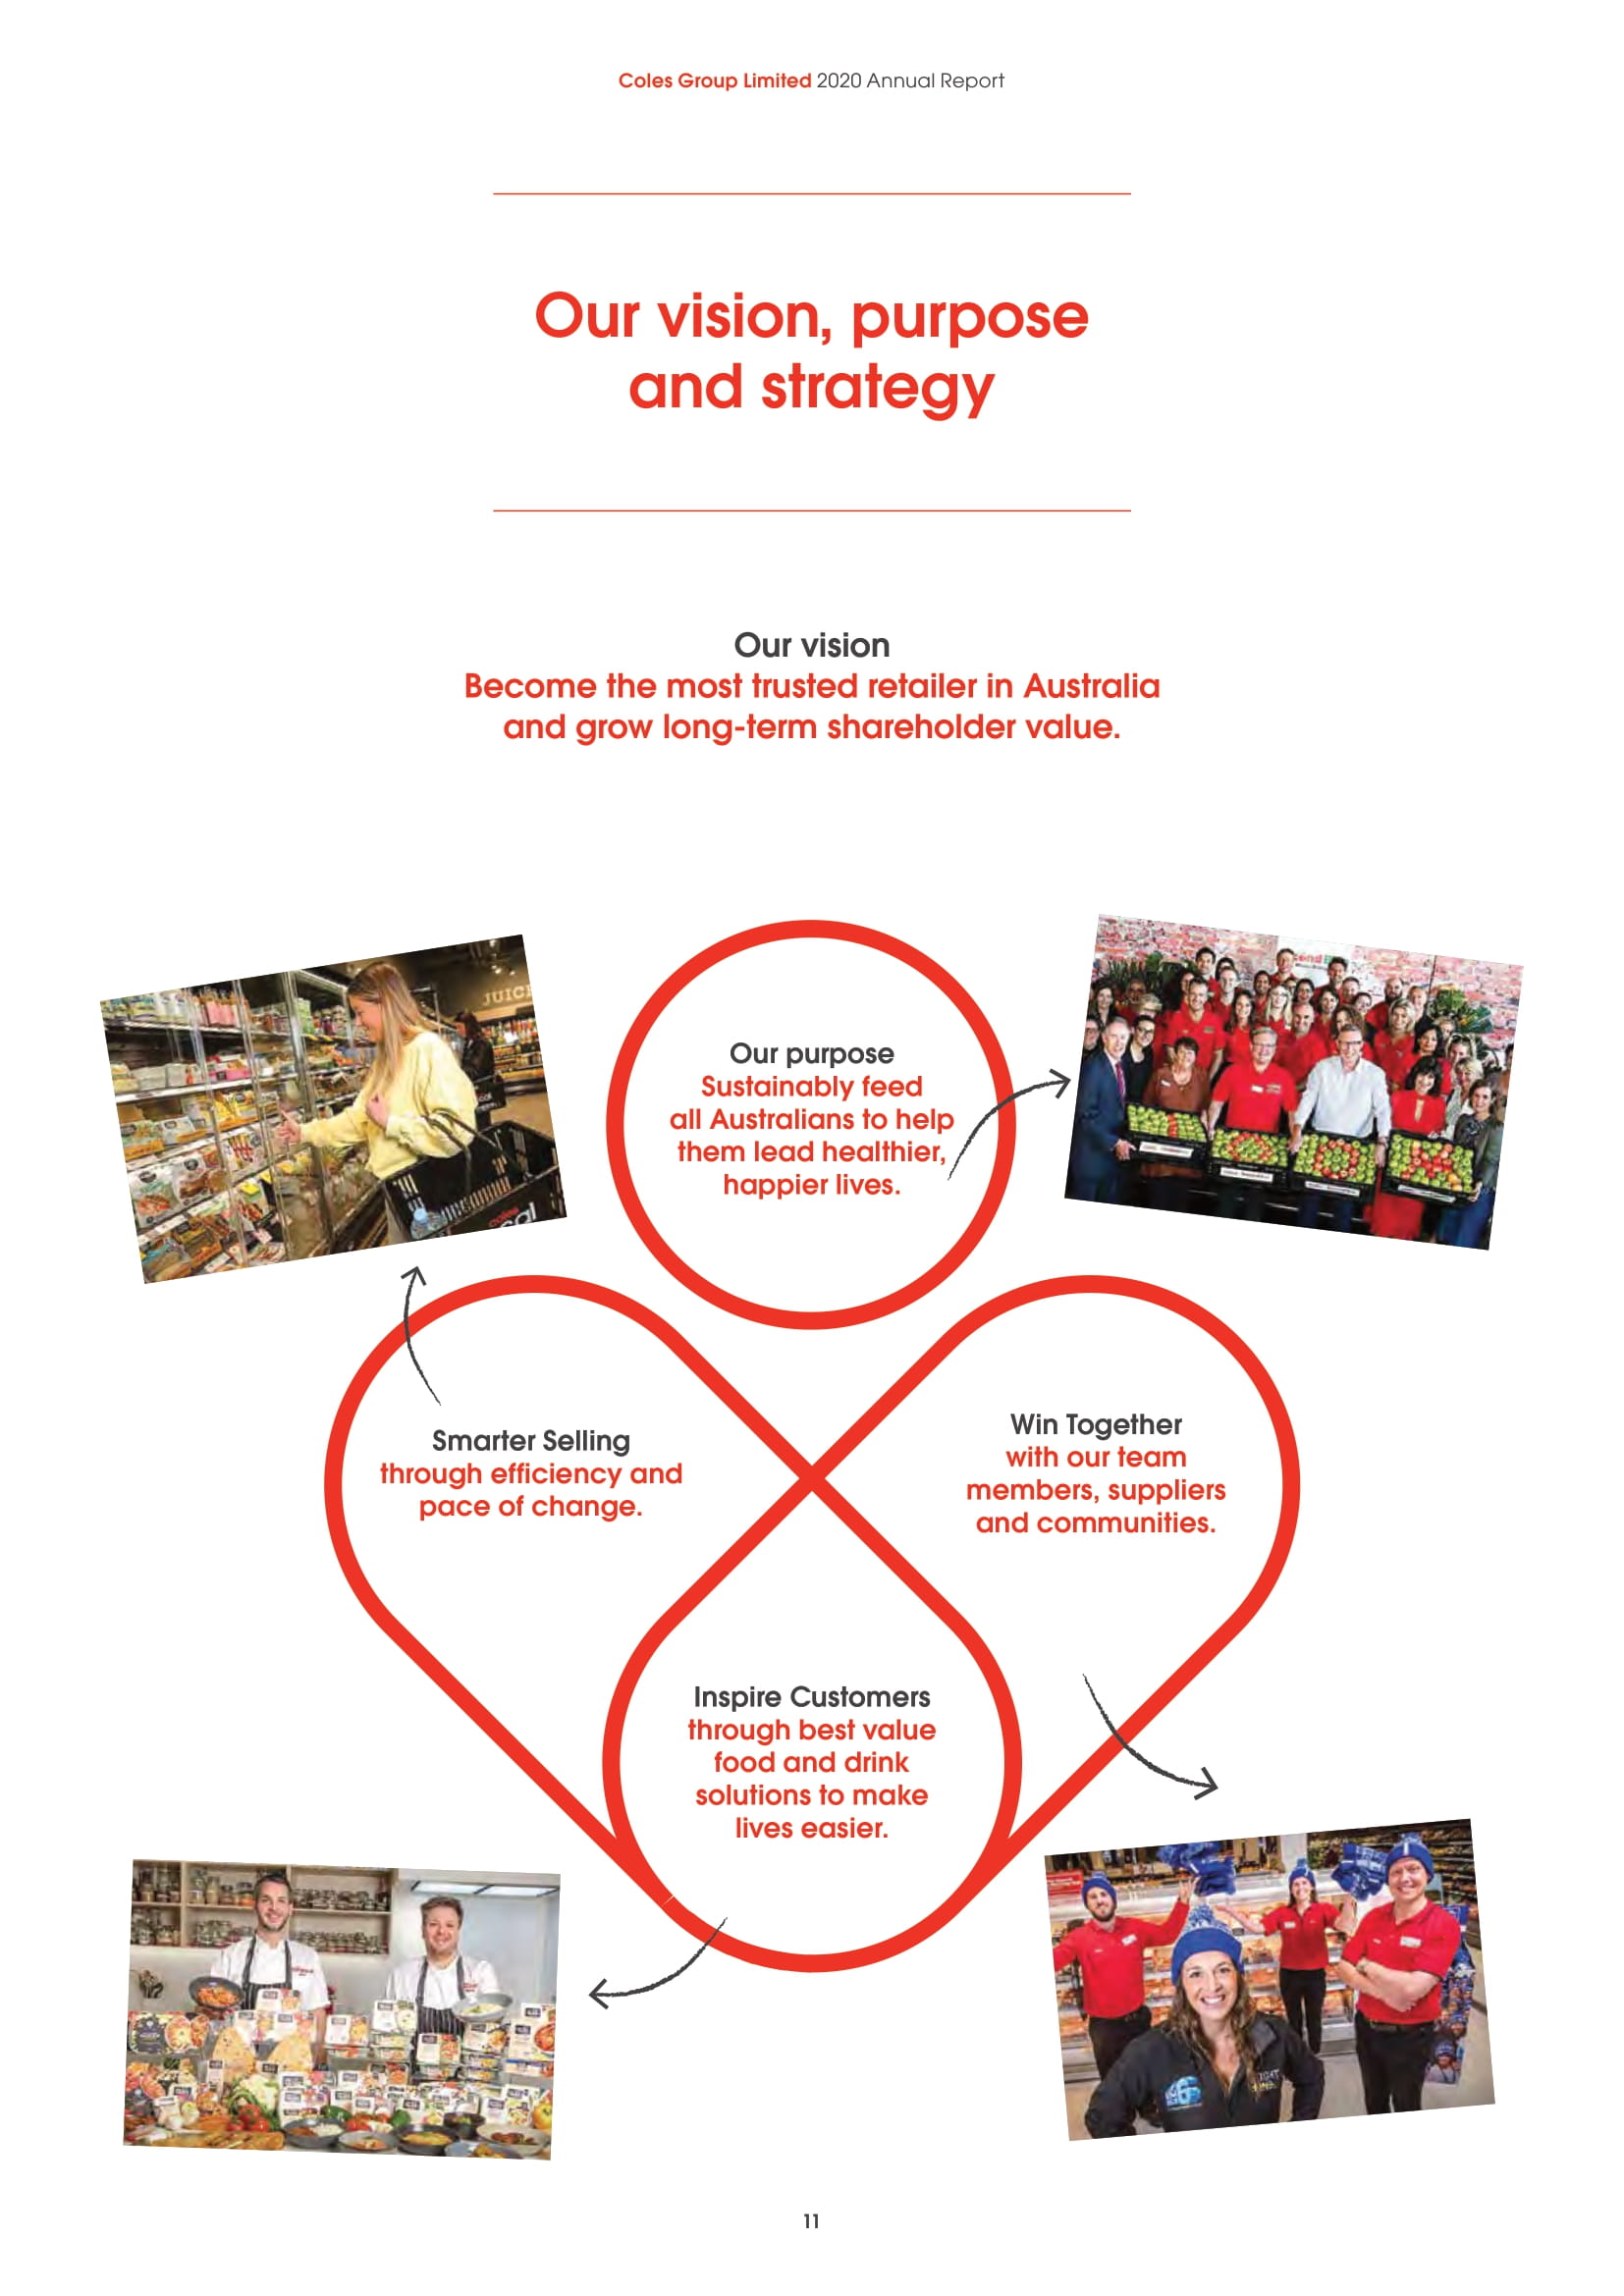 Coles Group Limited 2020 Annual Report
Our vision, purpose
and strategy
Our vision
Become the most trusted retailer in Australia
and grow long-term shareholder value.
JUICE
Our purpose
Sustainably feed
all Australians to help
them lead healthier,
happier lives.
coles
Smarter Selling
through efficiency and
pace of change.
Win Together
with our team
members, suppliers
and communities.
Inspire Customers
through best value
food and drink
solutions to make
lives easier.
11